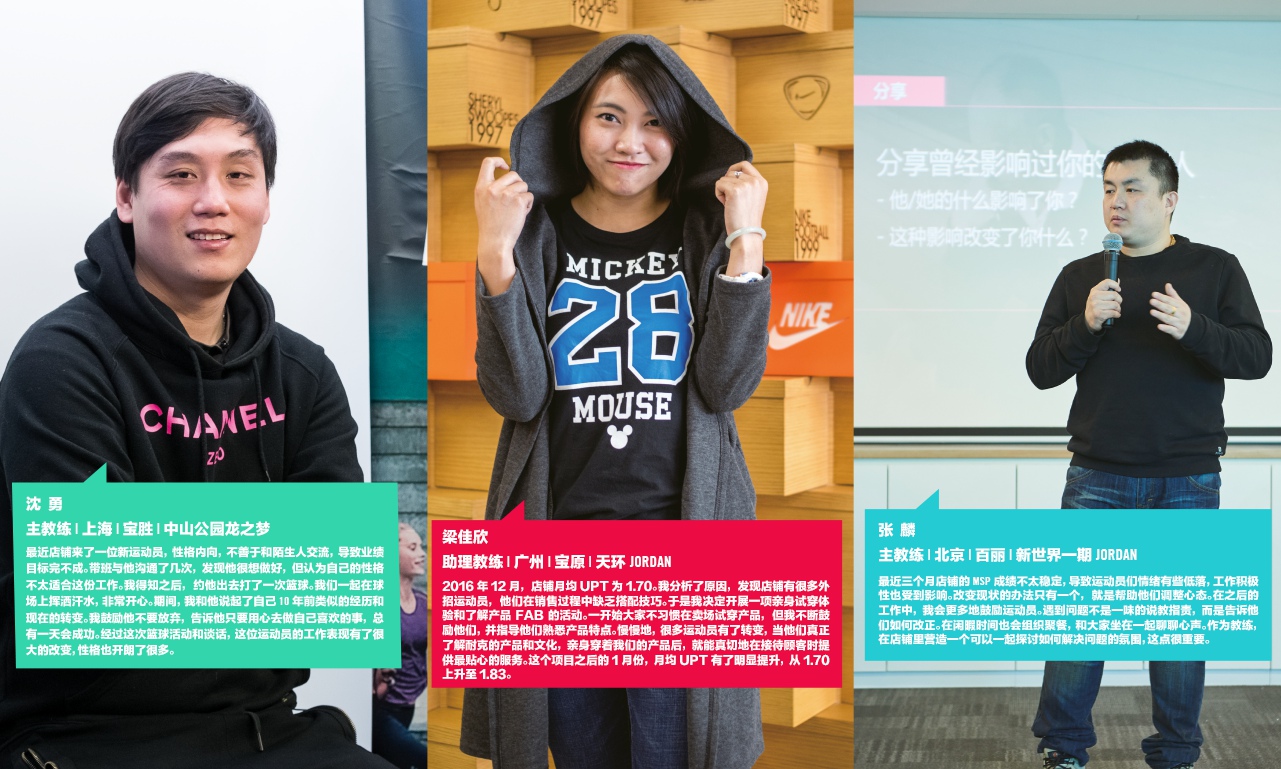 沈 勇
主教练 | 上海 | 宝胜 | 中山公园龙之梦
最近店铺来了一位新运动员，性格内向，不善于和陌生人交流，导致业绩
目标完不成。带班与他沟通了几次，发现他很想做好，但认为自己的性格
不太适合这份工作。我得知之后，约他出去打了一次篮球。我们一起在球
场上挥洒汗水，非常开心。期间，我和他说起了自己 10 年前类似的经历和
现在的转变。我鼓励他不要放弃，告诉他只要用心去做自己喜欢的事，总
有一天会成功。经过这次篮球活动和谈话，这位运动员的工作表现有了很
大的改变，性格也开朗了很多。
CHANEL
SHERYL
SWOOPES
1997
1997
1997
NIKE
FOOTBALL
1999
NIKE
MICKEY
28
MOUSE
梁佳欣
助理教练 | 广州 | 宝原 | 天环 JORDAN
2016 年 12 月，店铺月均 UPT 为 1.70。我分析了原因，发现店铺有很多外
招运动员，他们在销售过程中缺乏搭配技巧。于是我决定开展一项亲身试穿体
验和了解产品 FAB 的活动。一开始大家不习惯在卖场试穿产品，但我不断鼓
励他们，并指导他们熟悉产品特点。慢慢地，很多运动员有了转变，当他们真正
了解耐克的产品和文化，亲身穿着我们的产品后，就能真切地在接待顾客时提
供最贴心的服务。这个项目之后的 1 月份，月均 UPT 有了明显提升，从 1.70
上升至 1.83。
分享
分享曾经影响过你的 人
- 他/她的什么影响了你？
- 这种影响改变了你什么？
张 麟
主教练 | 北京 | 百丽 | 新世界一期 JORDAN
最近三个月店铺的 MSP 成绩不太稳定，导致运动员们情绪有些低落，工作积极
性也受到影响。改变现状的办法只有一个，就是帮助他们调整心态。在之后的
工作中，我会更多地鼓励运动员。遇到问题不是一味的说教指责，而是告诉他
们如何改正。在闲暇时间也会组织聚餐，和大家坐在一起聊聊心声。作为教练，
在店铺里营造一个可以一起探讨如何解决问题的氛围，这点很重要。